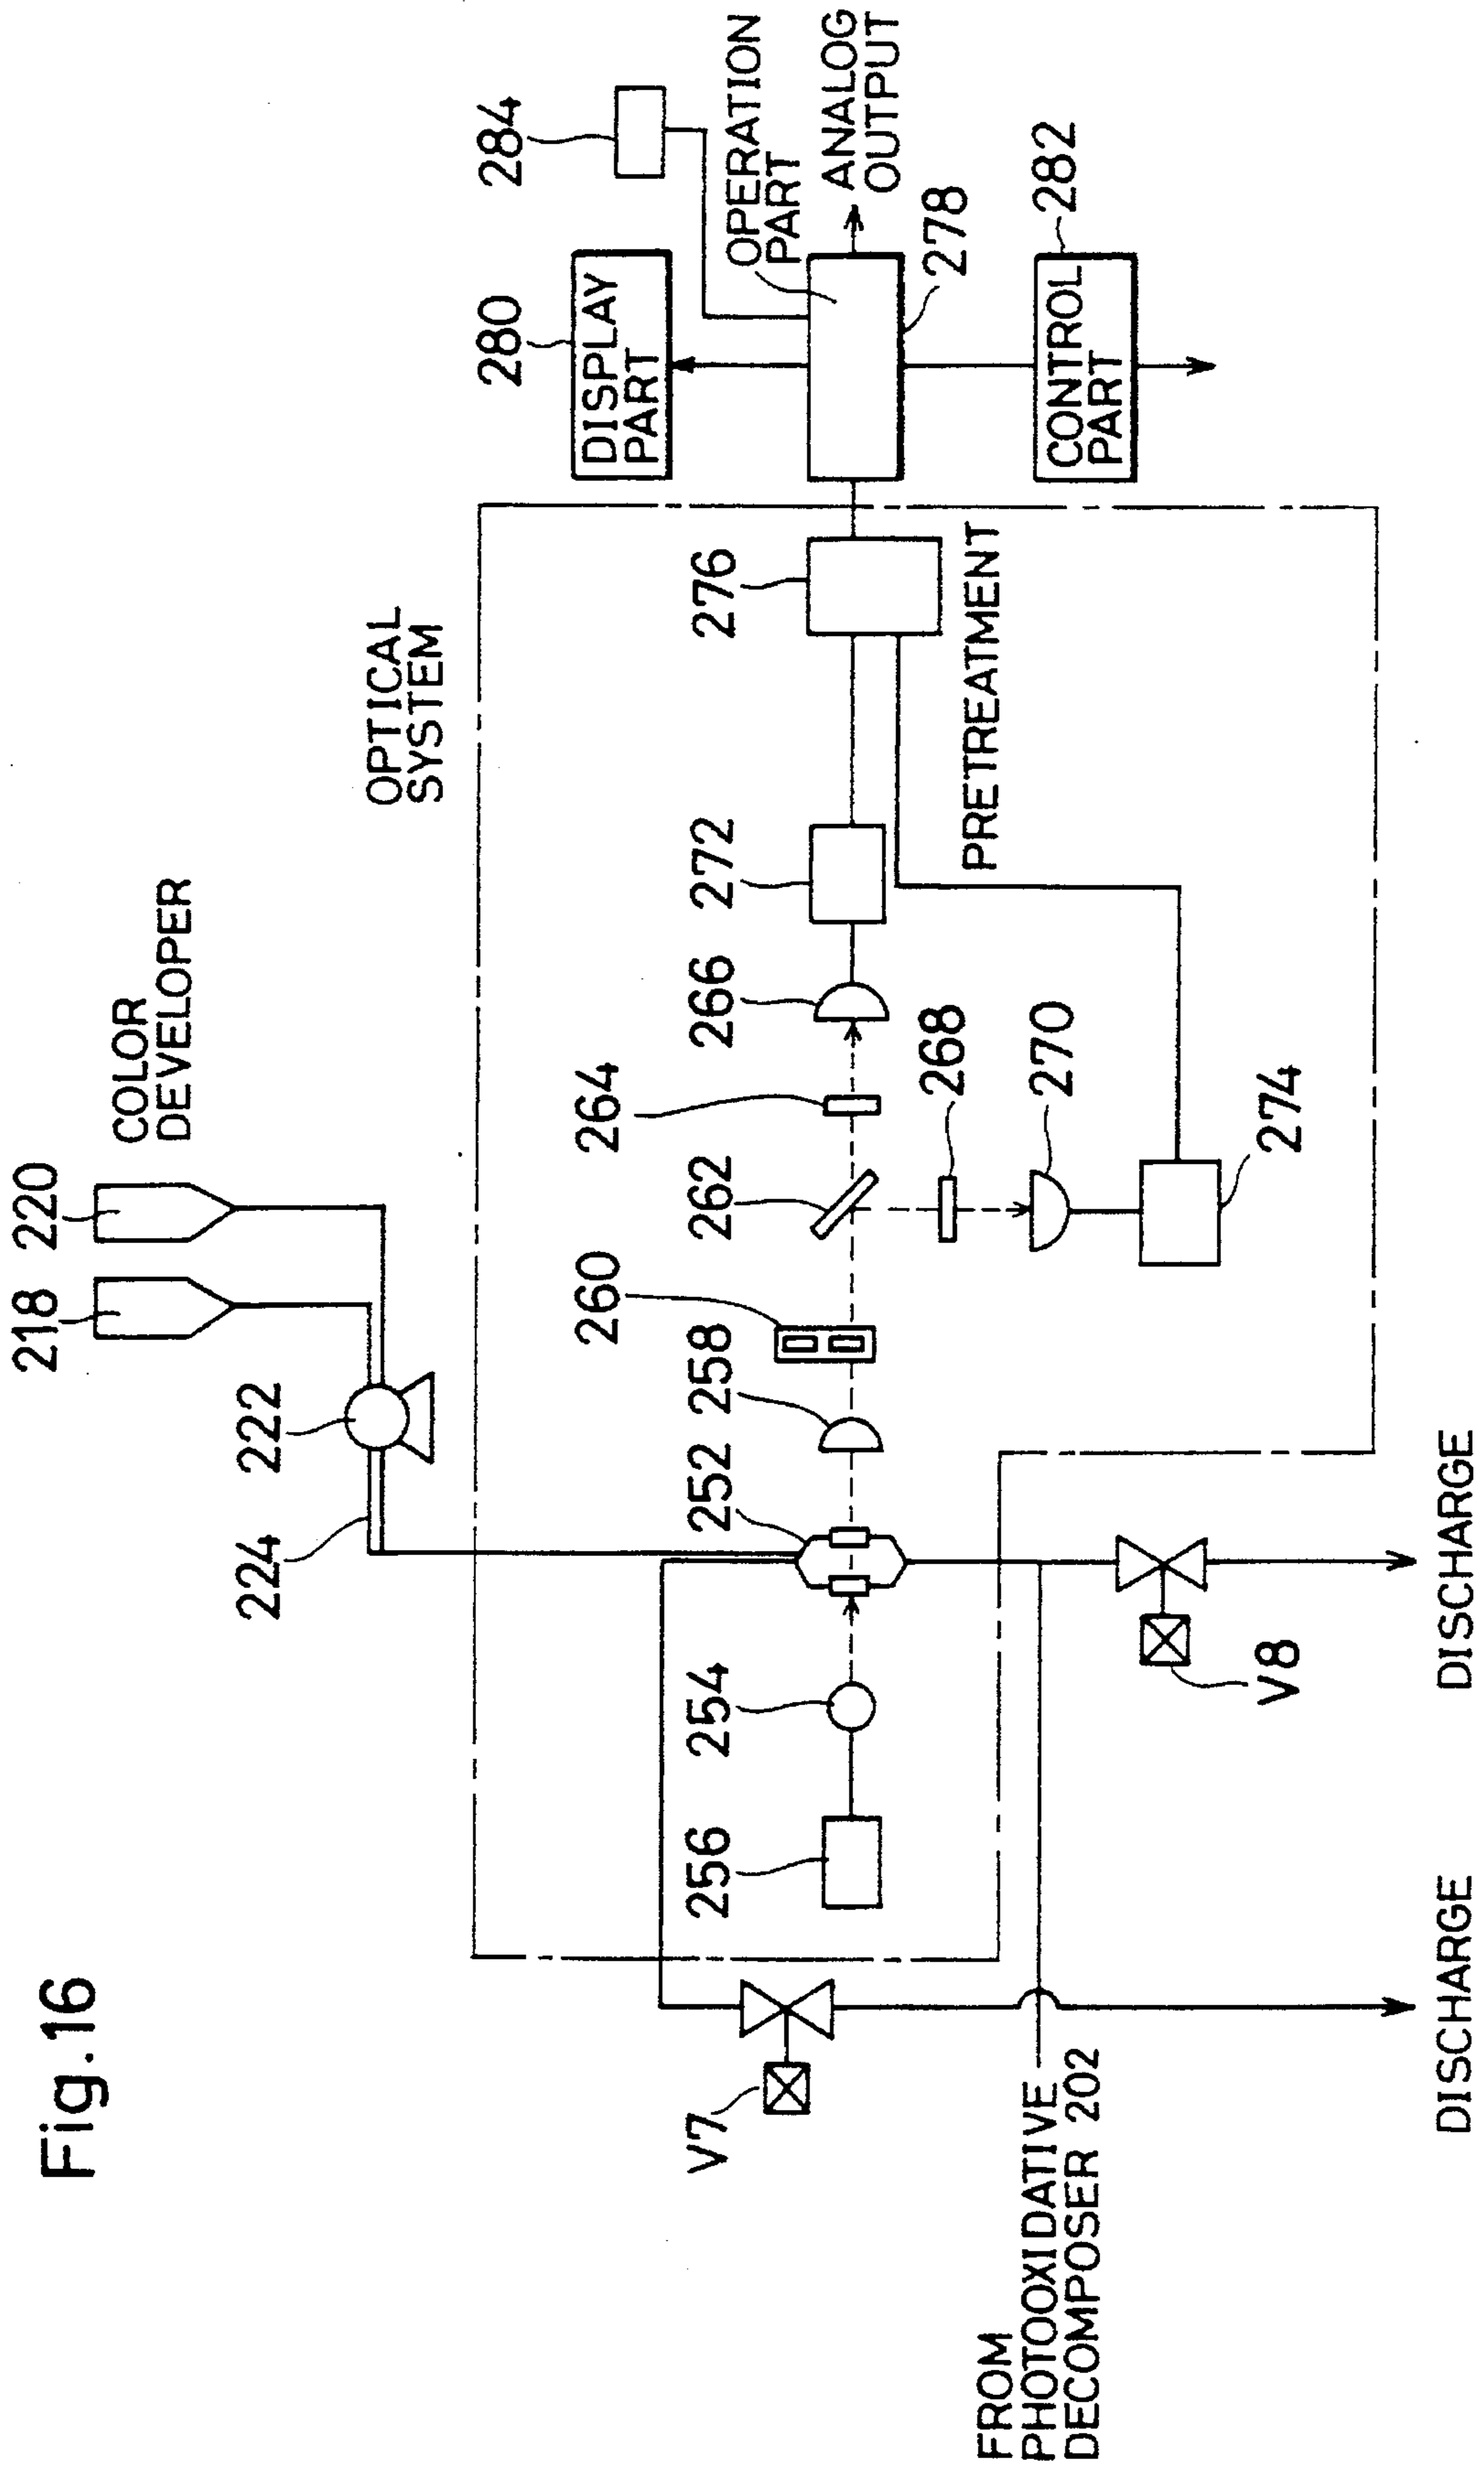 Fig.16
COLOR
DEVELOPER
218
220
222
224
OPTICAL
SYSTEM
284
280
DISPLAY
PART
OPERATION
PART
ANALOG
OUTPUT
278
282
CONTROL
PART
V7
256
254
252
258
260
262
264
266
272
276
268
270
274
PRETREATMENT
V8
FROM
PHOTOOXIDATIVE
DECOMPOSER 202
DISCHARGE
DISCHARGE